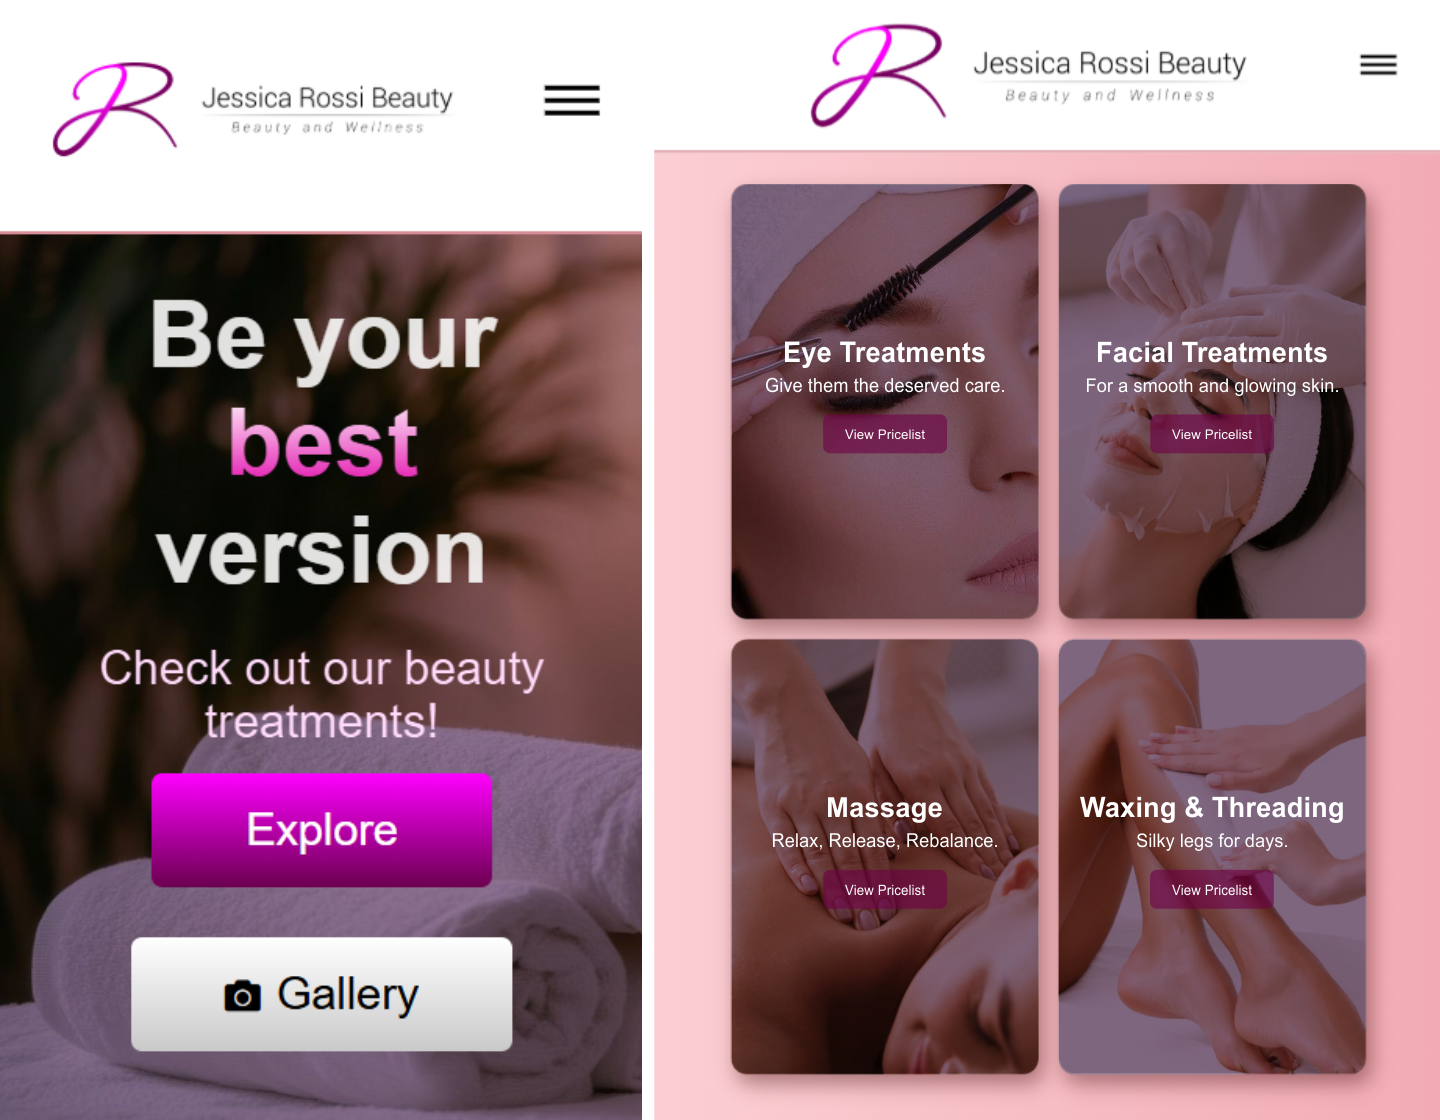 Jessica Rossi Beauty
Beauty and Wellness
Be your
best
version
Check out our beauty
treatments!
Explore
Gallery
Jessica Rossi Beauty
Beauty and Wellness
Eye Treatments
Give them the deserved care.
View Pricelist
Facial Treatments
For a smooth and glowing skin.
View Pricelist
Massage
Relax, Release, Rebalance.
View Pricelist
Waxing & Threading
Silky legs for days.
View Pricelist